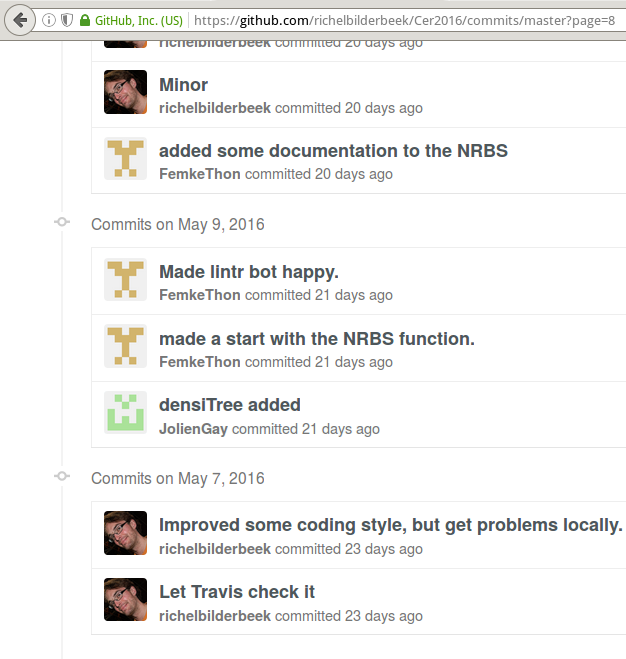 GitHub, Inc. (US) https://github.com/richelbilderbeek/Cer2016/commits/master?page=8
richelbilderbeek committed 20 days ago
Minor
richelbilderbeek committed 20 days ago
added some documentation to the NRBS
FemkeThon committed 20 days ago
Commits on May 9, 2016
Made lintr bot happy.
FemkeThon committed 21 days ago
made a start with the NRBS function.
FemkeThon committed 21 days ago
densiTree added
JolienGay committed 21 days ago
Commits on May 7, 2016
Improved some coding style, but get problems locally.
richelbilderbeek committed 23 days ago
Let Travis check it
richelbilderbeek committed 23 days ago